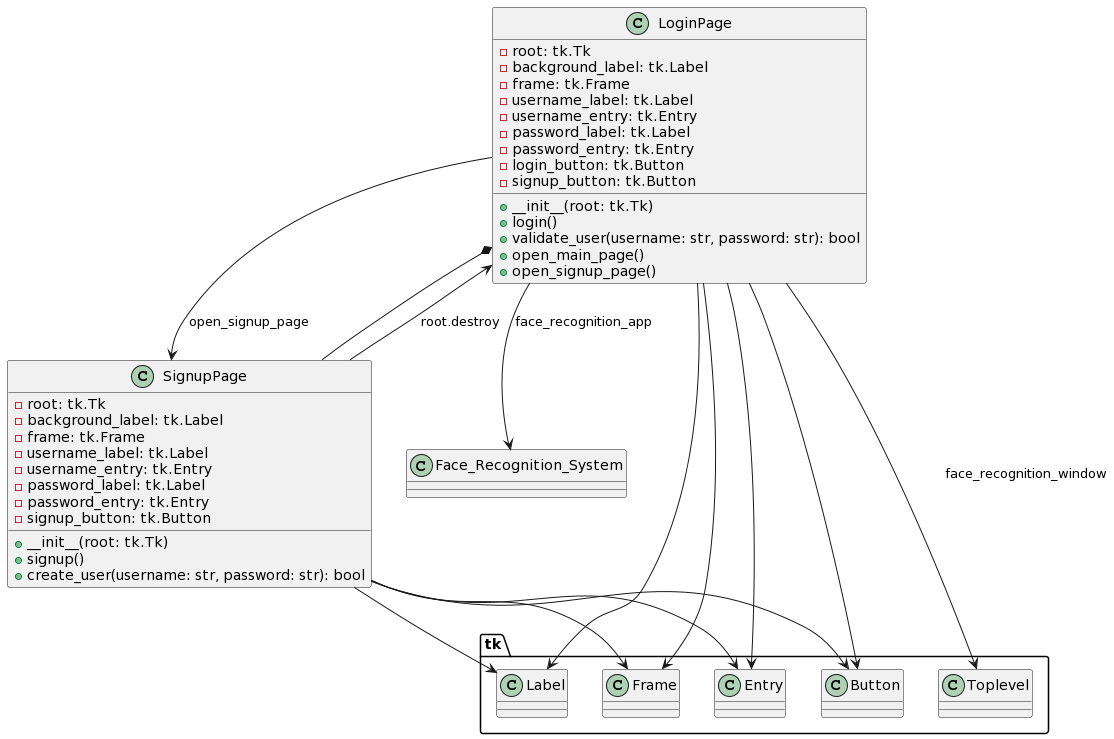 C LoginPage
root: tk.Tk
background_label: tk.Label
frame: tk.Frame
username_label: tk.Label
username_entry: tk.Entry
password_label: tk.Label
password_entry: tk.Entry
login_button: tk.Button
signup_button: tk.Button
__init__(root: tk.Tk)
login()
validate_user(username: str, password: str): bool
open_main_page()
open_signup_page()
open_signup_page
root.destroy
face_recognition_app
C SignupPage
root: tk.Tk
background_label: tk.Label
frame: tk.Frame
username_label: tk.Label
username_entry: tk.Entry
password_label: tk.Label
password_entry: tk.Entry
signup_button: tk.Button
__init__(root: tk.Tk)
signup()
create_user(username: str, password: str): bool
C Face_Recognition_System
face_recognition_window
tk
C Label
C Frame
C Entry
C Button
C Toplevel